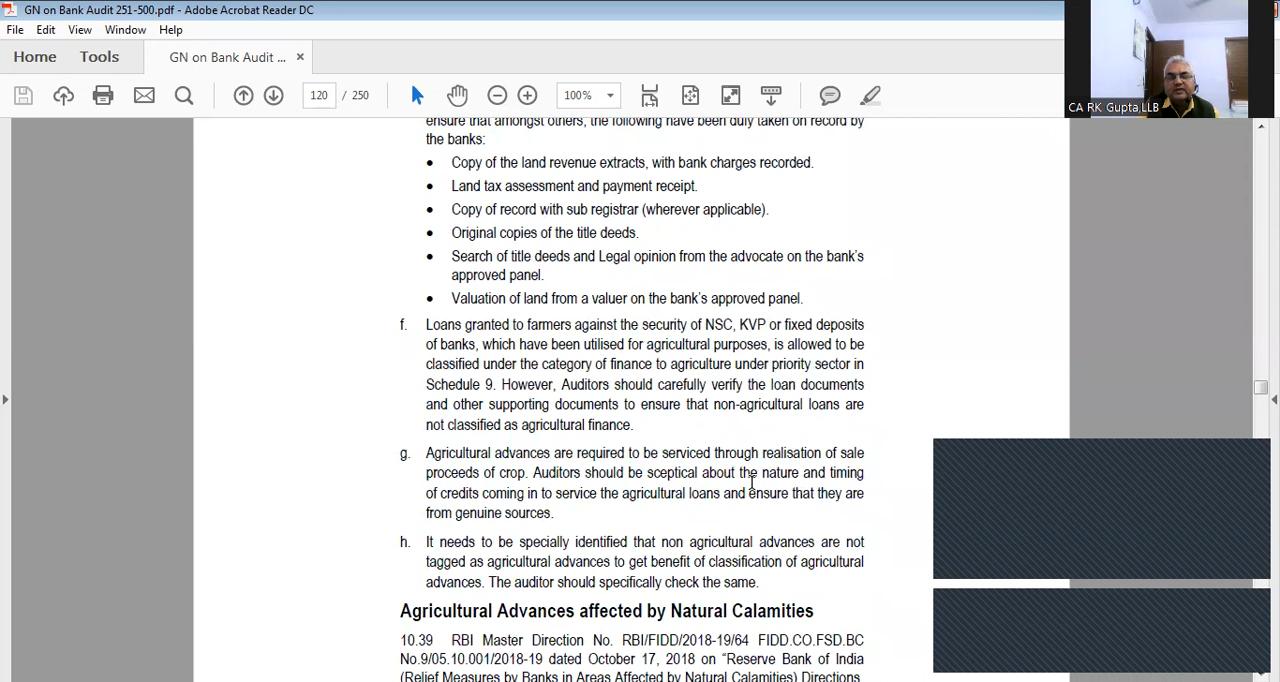 GN on Bank Audit 251-500.pdf - Adobe Acrobat Reader DC
File Edit View Window Help
Home Tools GN on Bank Audit ... ×
120 / 250 100%
CA RK Gupta,LLB
ensure that amongst others, the following have been duly taken on record by
the banks:
• Copy of the land revenue extracts, with bank charges recorded.
• Land tax assessment and payment receipt.
• Copy of record with sub registrar (wherever applicable).
• Original copies of the title deeds.
• Search of title deeds and Legal opinion from the advocate on the bank's
approved panel.
• Valuation of land from a valuer on the bank's approved panel.
f. Loans granted to farmers against the security of NSC, KVP or fixed deposits
of banks, which have been utilised for agricultural purposes, is allowed to be
classified under the category of finance to agriculture under priority sector in
Schedule 9. However, Auditors should carefully verify the loan documents
and other supporting documents to ensure that non-agricultural loans are
not classified as agricultural finance.
g. Agricultural advances are required to be serviced through realisation of sale
proceeds of crop. Auditors should be sceptical about the nature and timing
of credits coming in to service the agricultural loans and ensure that they are
from genuine sources.
h. It needs to be specially identified that non agricultural advances are not
tagged as agricultural advances to get benefit of classification of agricultural
advances. The auditor should specifically check the same.
Agricultural Advances affected by Natural Calamities
10.39 RBI Master Direction No. RBI/FIDD/2018-19/64 FIDD.CO.FSD.BC
No.9/05.10.001/2018-19 dated October 17, 2018 on "Reserve Bank of India
(Relief Measures by Banks in Areas Affected by Natural Calamities) Directions,